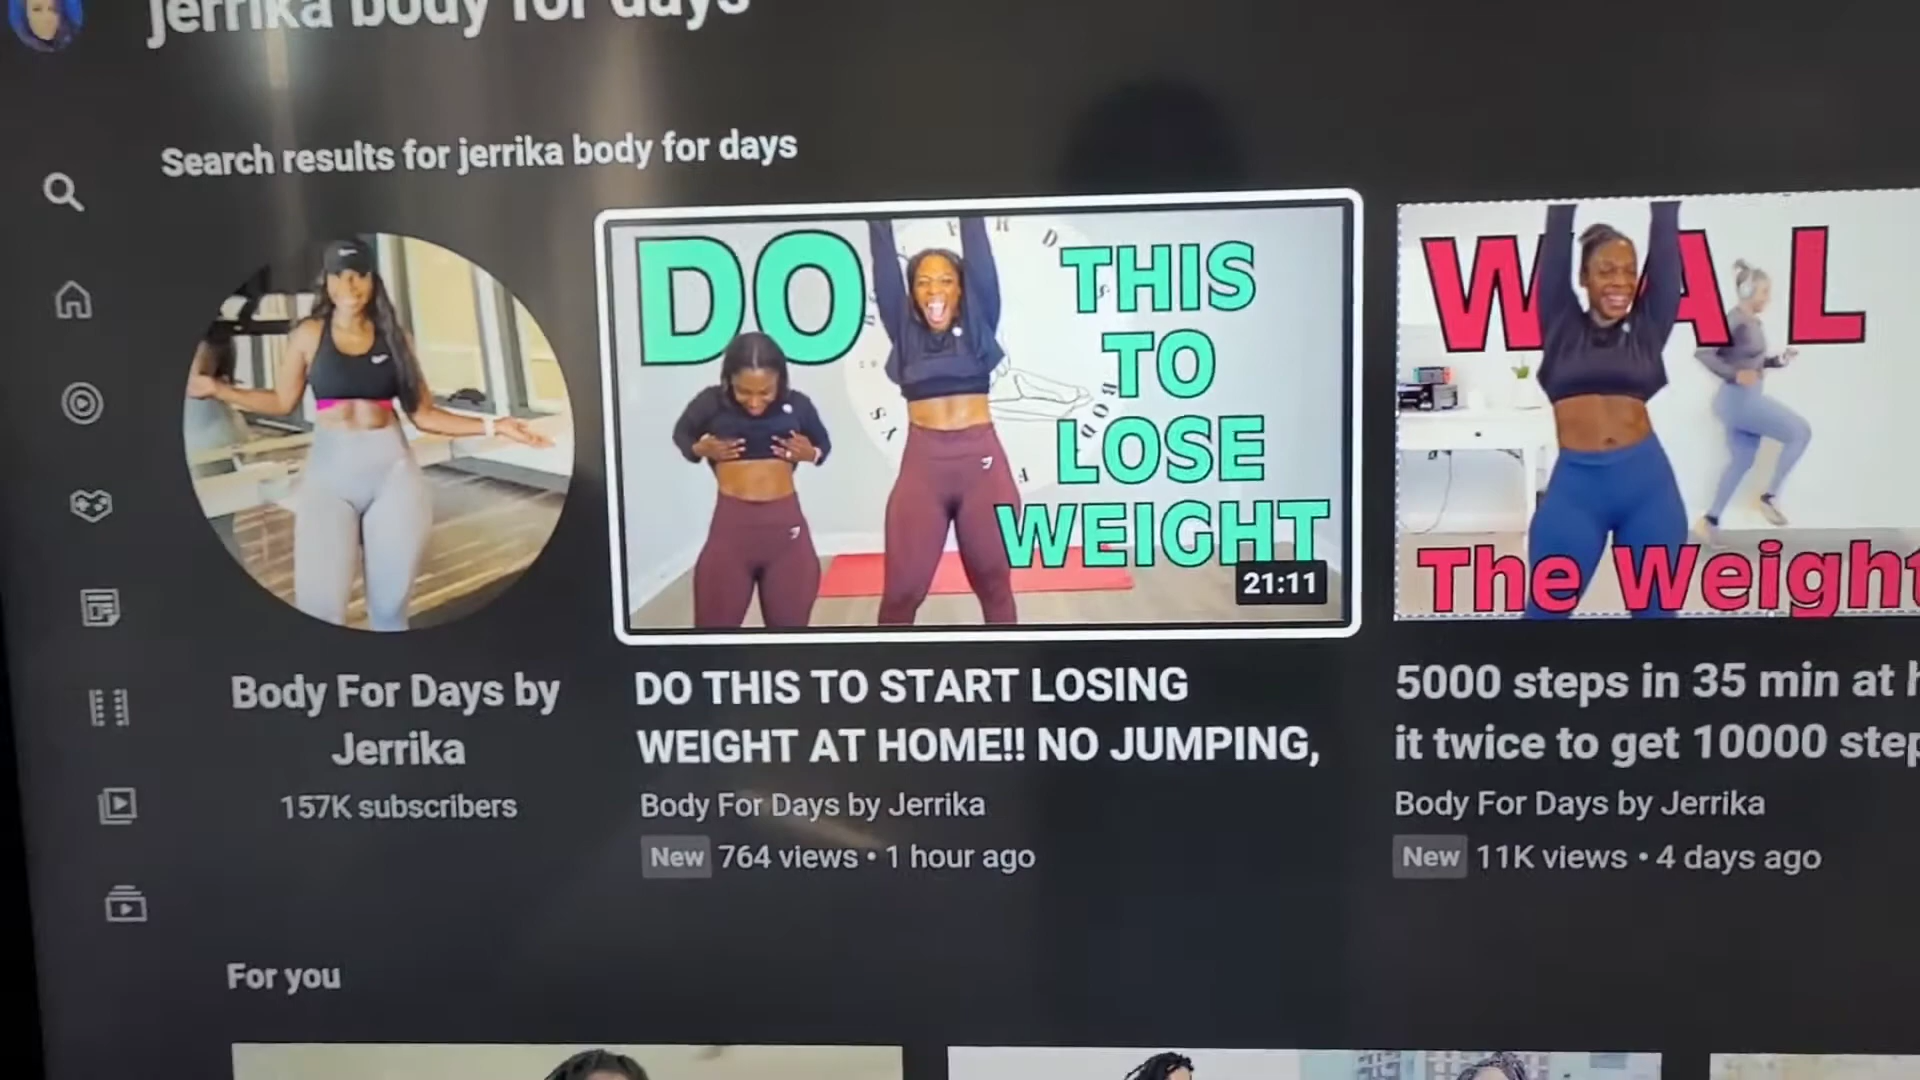 jerrika body for days
Search results for jerrika body for days
DO
THIS
TO
LOSE
WEIGHT
21:11
W A L
The Weight
Body For Days by
Jerrika
157K subscribers
DO THIS TO START LOSING
WEIGHT AT HOME!! NO JUMPING,
Body For Days by Jerrika
New 764 views • 1 hour ago
5000 steps in 35 min at
it twice to get 10000
Body For Days by Jerrika
New 11K views • 4 days ago
For you